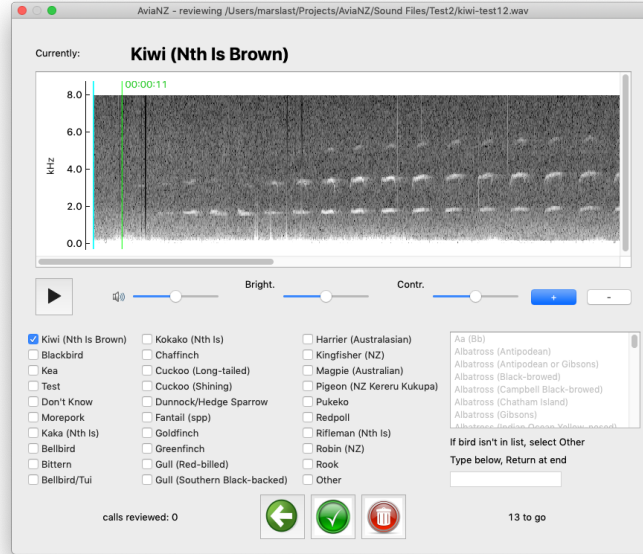 AviaNZ - reviewing /Users/marslast/Projects/AviaNZ/Sound Files/Test2/kiwi-test12.wav
Currently: Kiwi (Nth Is Brown)
00:00:11
8.0
6.0
kHz
4.0
2.0
0.0
Bright. Contr.
+ -
Kiwi (Nth Is Brown) Kokako (Nth Is) Harrier (Australasian) Aa (Bb)
Blackbird Chaffinch Kingfisher (NZ) Albatross (Antipodean)
Kea Cuckoo (Long-tailed) Magpie (Australian) Albatross (Antipodean or Gibsons)
Test Cuckoo (Shining) Pigeon (NZ Kereru Kukupa) Albatross (Black-browed)
Don't Know Dunnock/Hedge Sparrow Pukeko Albatross (Campbell Black-browed)
Morepork Fantail (spp) Redpoll Albatross (Chatham Island)
Kaka (Nth Is) Goldfinch Rifleman (Nth Is) Albatross (Gibsons)
Albatross (Indian Ocean Yellow-nosed)
Bellbird Greenfinch Robin (NZ) If bird isn't in list, select Other
Bittern Gull (Red-billed) Rook Type below, Return at end
Bellbird/Tui Gull (Southern Black-backed) Other
calls reviewed: 0 13 to go